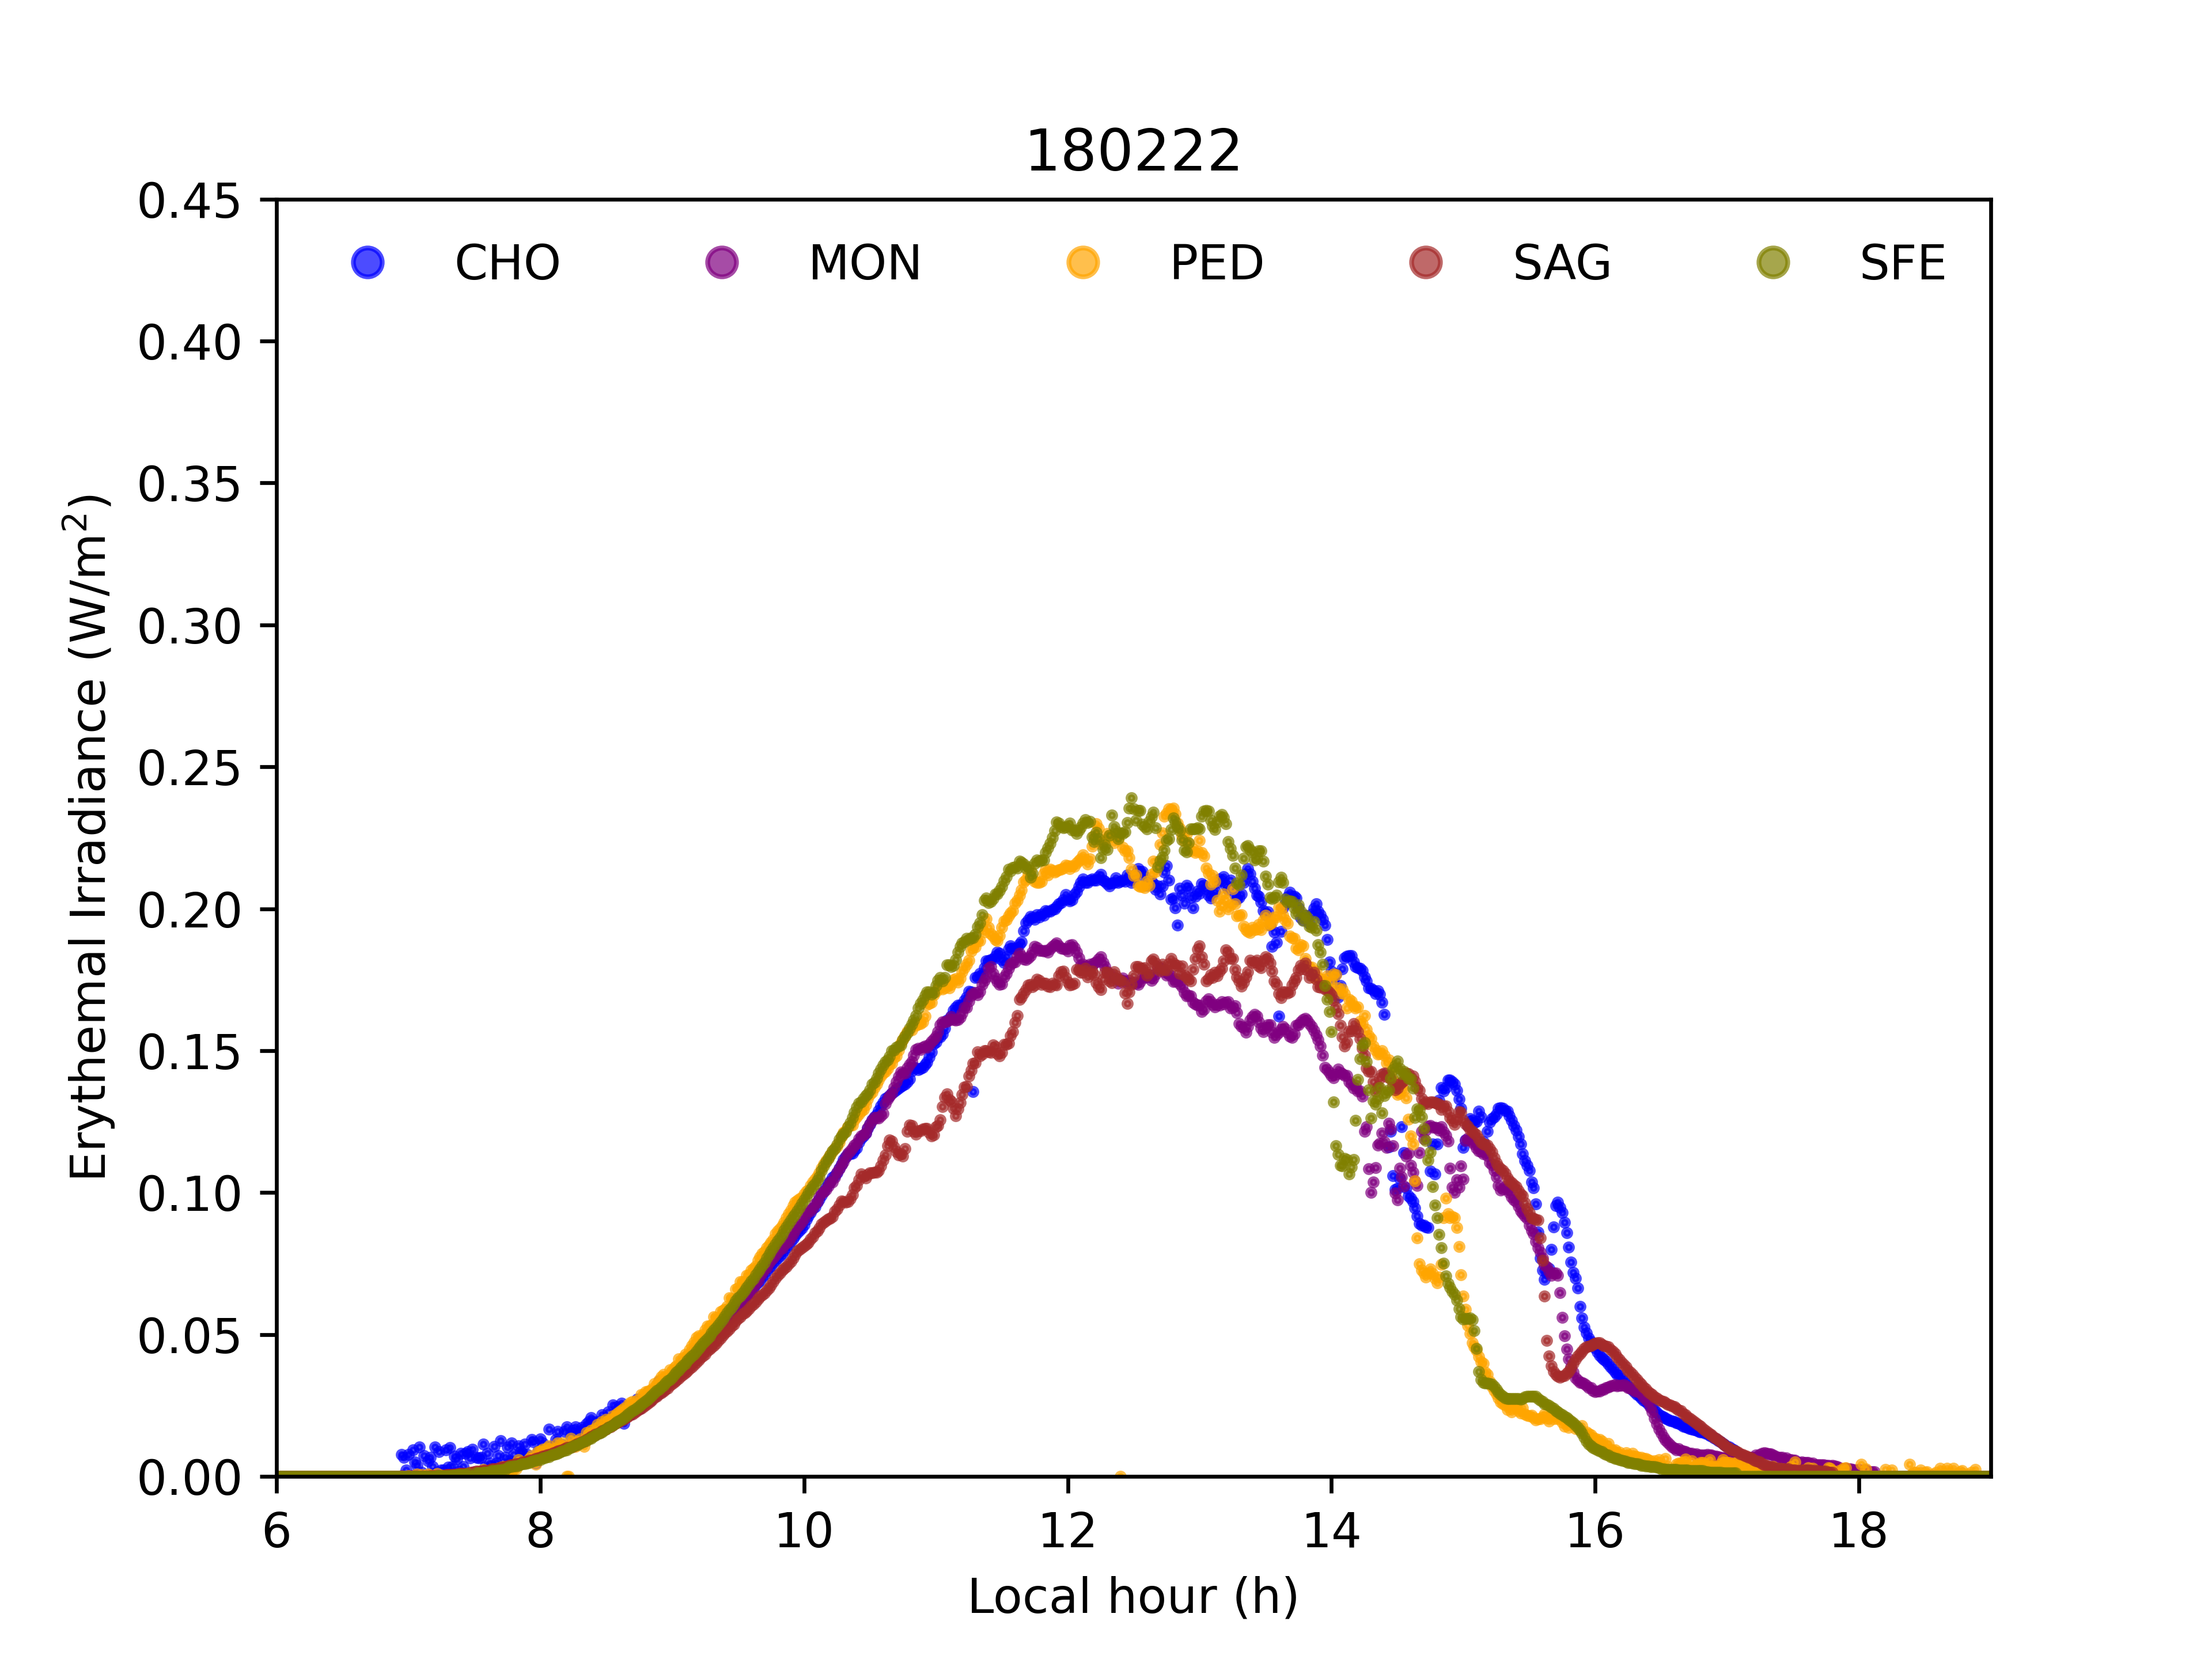 180222
CHO MON PED SAG SFE
0.45
0.40
0.35
0.30
0.25
0.20
0.15
0.10
0.05
0.00
Erythemal Irradiance (W/m²)
6 8 10 12 14 16 18
Local hour (h)